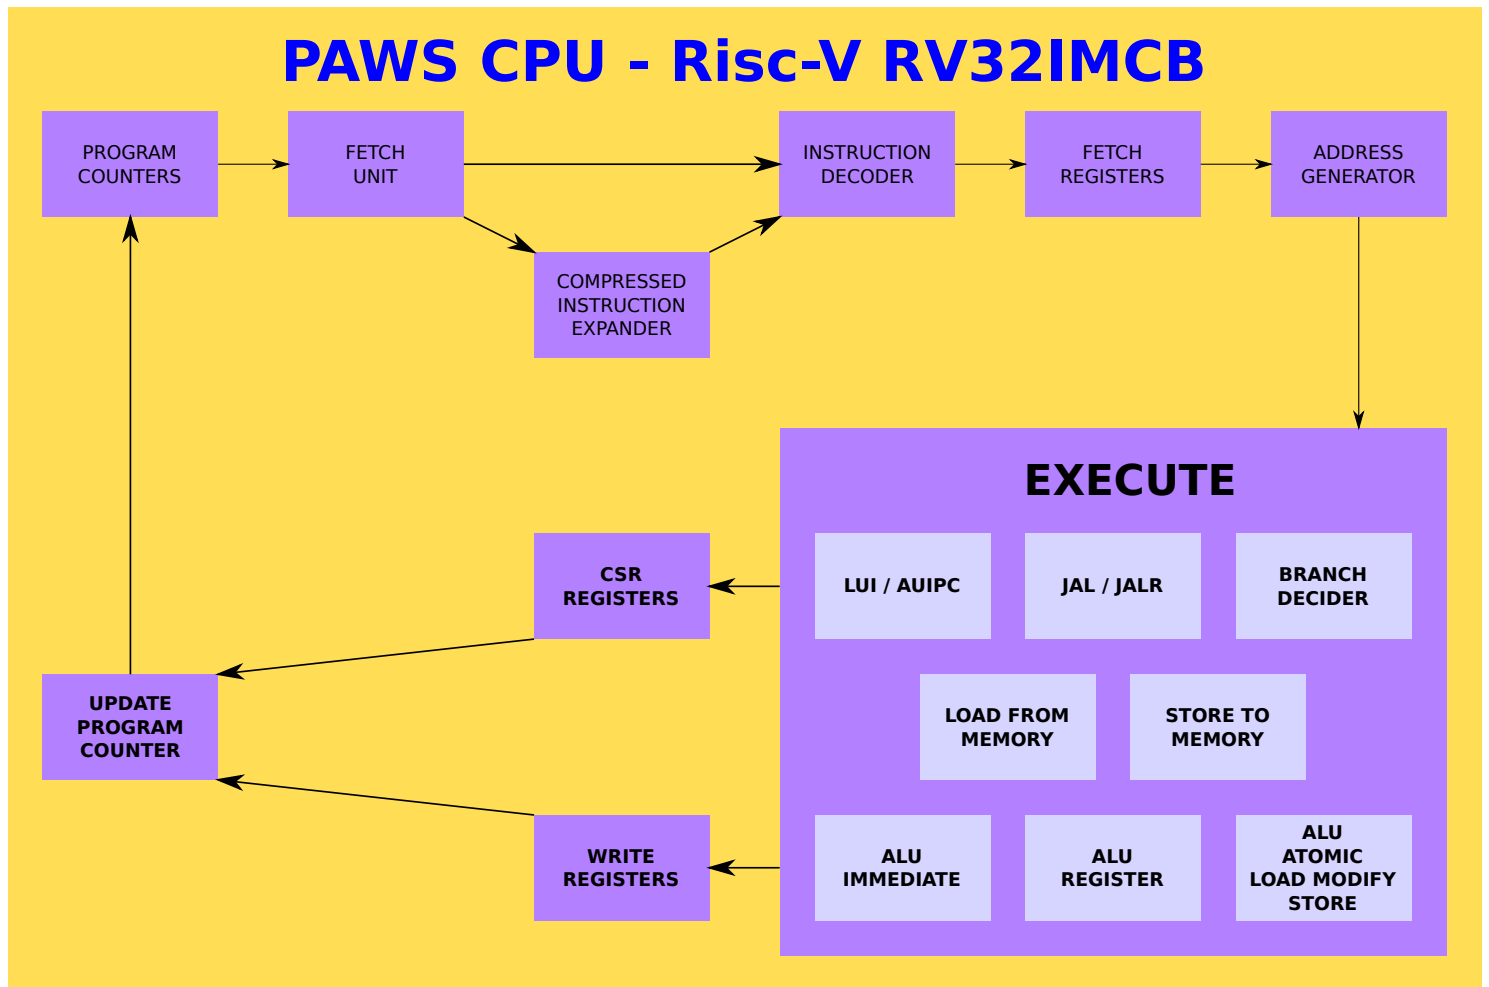 PAWS CPU - Risc-V RV32IMCB
PROGRAM
COUNTERS
FETCH
UNIT
INSTRUCTION
DECODER
FETCH
REGISTERS
ADDRESS
GENERATOR
COMPRESSED
INSTRUCTION
EXPANDER
EXECUTE
CSR
REGISTERS
LUI / AUIPC
JAL / JALR
BRANCH
DECIDER
UPDATE
PROGRAM
COUNTER
LOAD FROM
MEMORY
STORE TO
MEMORY
WRITE
REGISTERS
ALU
IMMEDIATE
ALU
REGISTER
ALU
ATOMIC
LOAD MODIFY
STORE